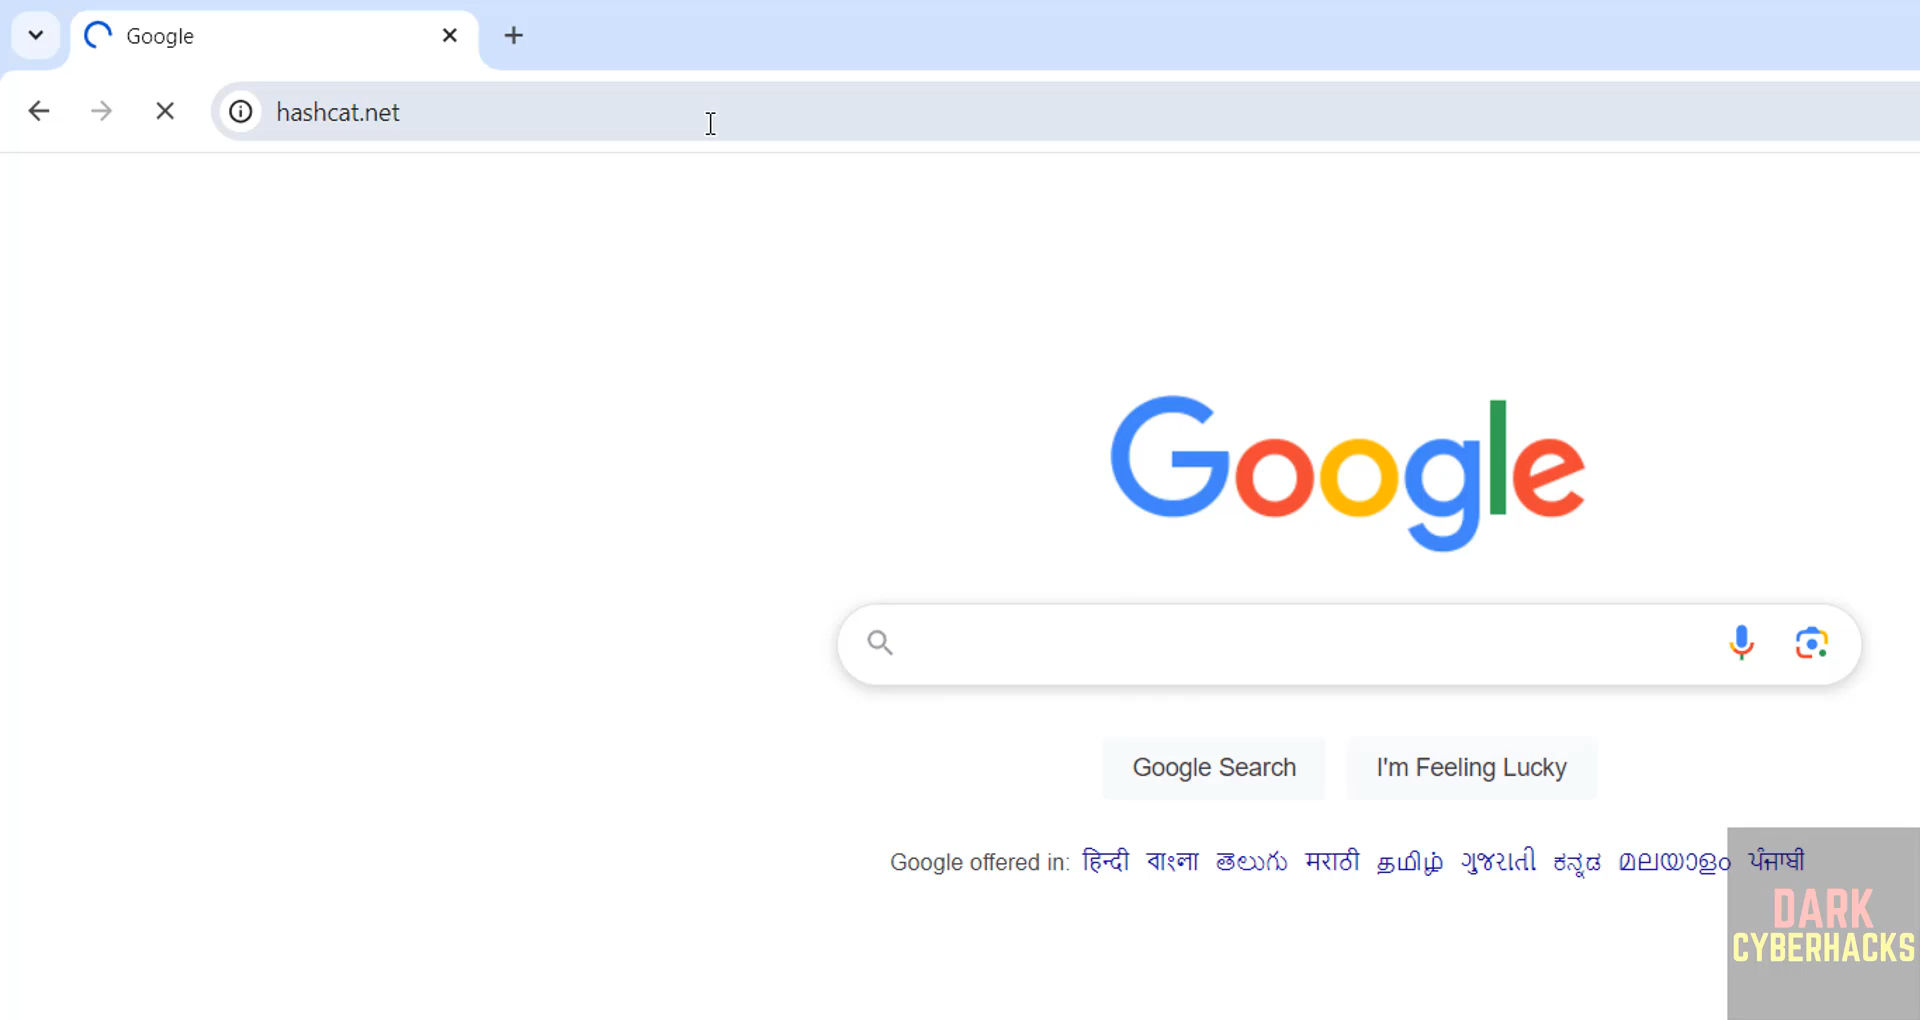 Google
hashcat.net
Google
Google Search
I'm Feeling Lucky
Google offered in: हिन्दी বাংলা తెలుగు मराठी தமிழ் ગુજરાતી ಕನ್ನಡ മലയാളം ਪੰਜਾਬੀ
DARK
CYBERHACKS